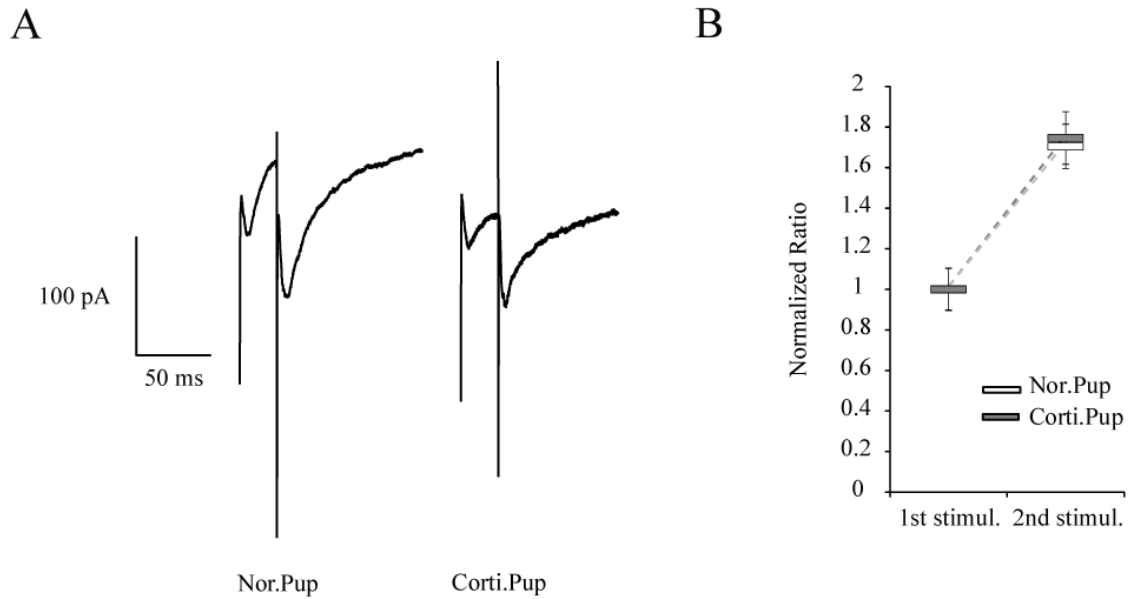 A
100 pA
50 ms
Nor.Pup
Corti.Pup
B
Normalized Ratio
2
1.8
1.6
1.4
1.2
1
0.8
0.6
0.4
0.2
0
1st stimul.
2nd stimul.
Nor.Pup
Corti.Pup